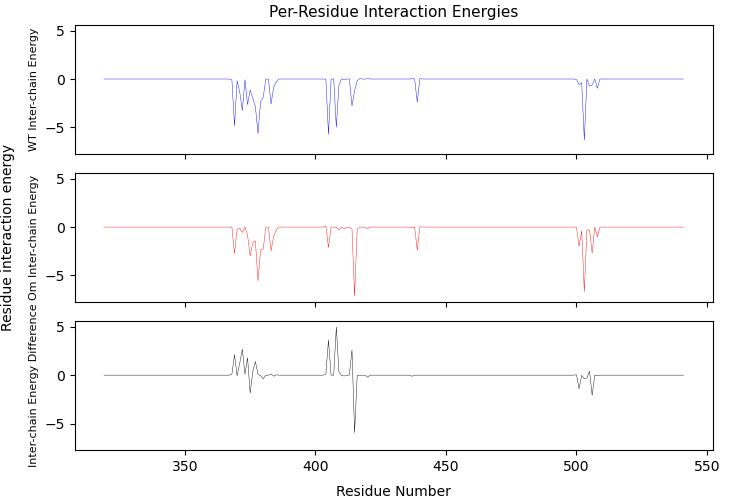 Per-Residue Interaction Energies
Residue interaction energy
WT Inter-chain Energy
5
0
−5
Om Inter-chain Energy
5
0
−5
Inter-chain Energy Difference
5
0
−5
350
400
450
500
550
Residue Number